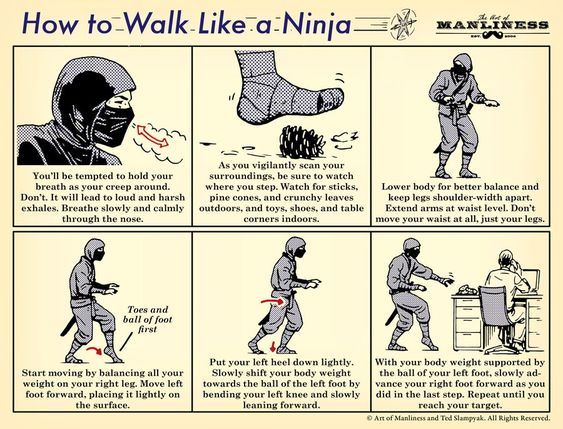 How to Walk Like a Ninja
The Art of
MANLINESS
EST. 2008
You'll be tempted to hold your
breath as your creep around.
Don't. It will lead to loud and harsh
exhales. Breathe slowly and calmly
through the nose.
As you vigilantly scan your
surroundings, be sure to watch
where you step. Watch for sticks,
pine cones, and crunchy leaves
outdoors, and toys, shoes, and table
corners indoors.
Lower body for better balance and
keep legs shoulder-width apart.
Extend arms at waist level. Don't
move your waist at all, just your legs.
Toes and
ball of foot
first
Start moving by balancing all your
weight on your right leg. Move left
foot forward, placing it lightly on
the surface.
Put your left heel down lightly.
Slowly shift your body weight
towards the ball of the left foot by
bending your left knee and slowly
leaning forward.
With your body weight supported by
the ball of your left foot, slowly ad-
vance your right foot forward as you
did in the last step. Repeat until you
reach your target.
© Art of Manliness and Ted Slampyak. All Rights Reserved.